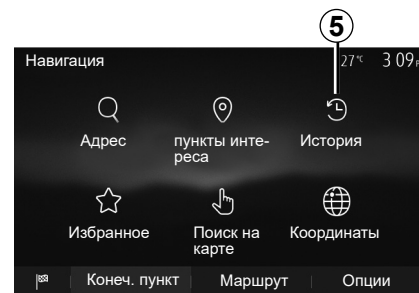 5
Навигация 27°C 3 09
Адрес
пункты инте-
реса
История
Избранное
Поиск на
карте
Координаты
Конеч. пункт Маршрут Опции